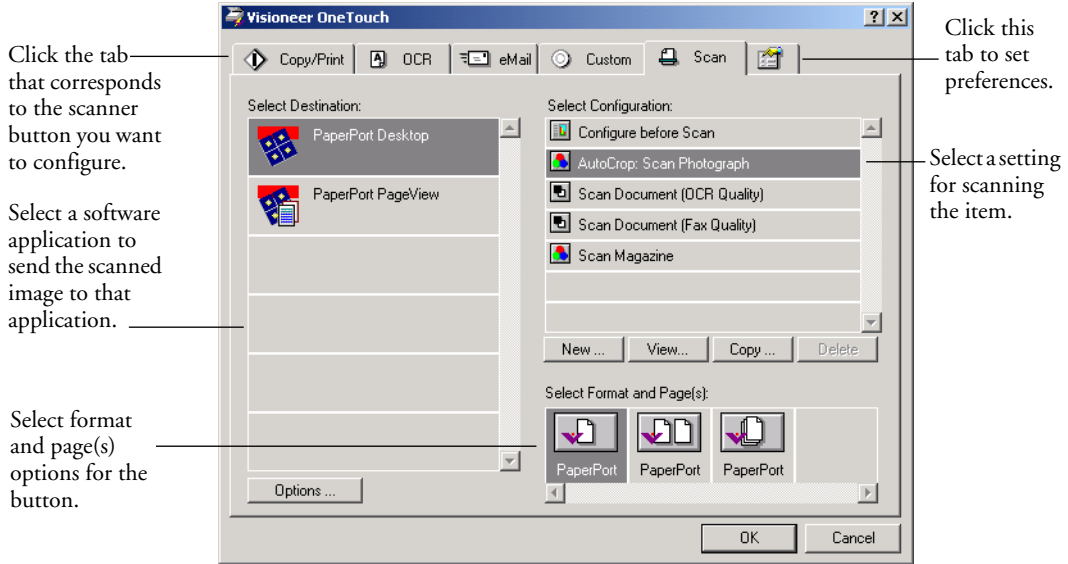 Visioneer OneTouch
Click the tab
that corresponds
to the scanner
button you want
to configure.
Select a software
application to
send the scanned
image to that
application.
Select format
and page(s)
options for the
button.
Copy/Print
OCR
eMail
Custom
Scan
Select Destination:
PaperPort Desktop
PaperPort PageView
Options ...
Select Configuration:
Configure before Scan
AutoCrop: Scan Photograph
Scan Document (OCR Quality)
Scan Document (Fax Quality)
Scan Magazine
New ...
View...
Copy ...
Delete
Select Format and Page(s):
PaperPort
PaperPort
PaperPort
OK
Cancel
Click this
tab to set
preferences.
Select a setting
for scanning
the item.